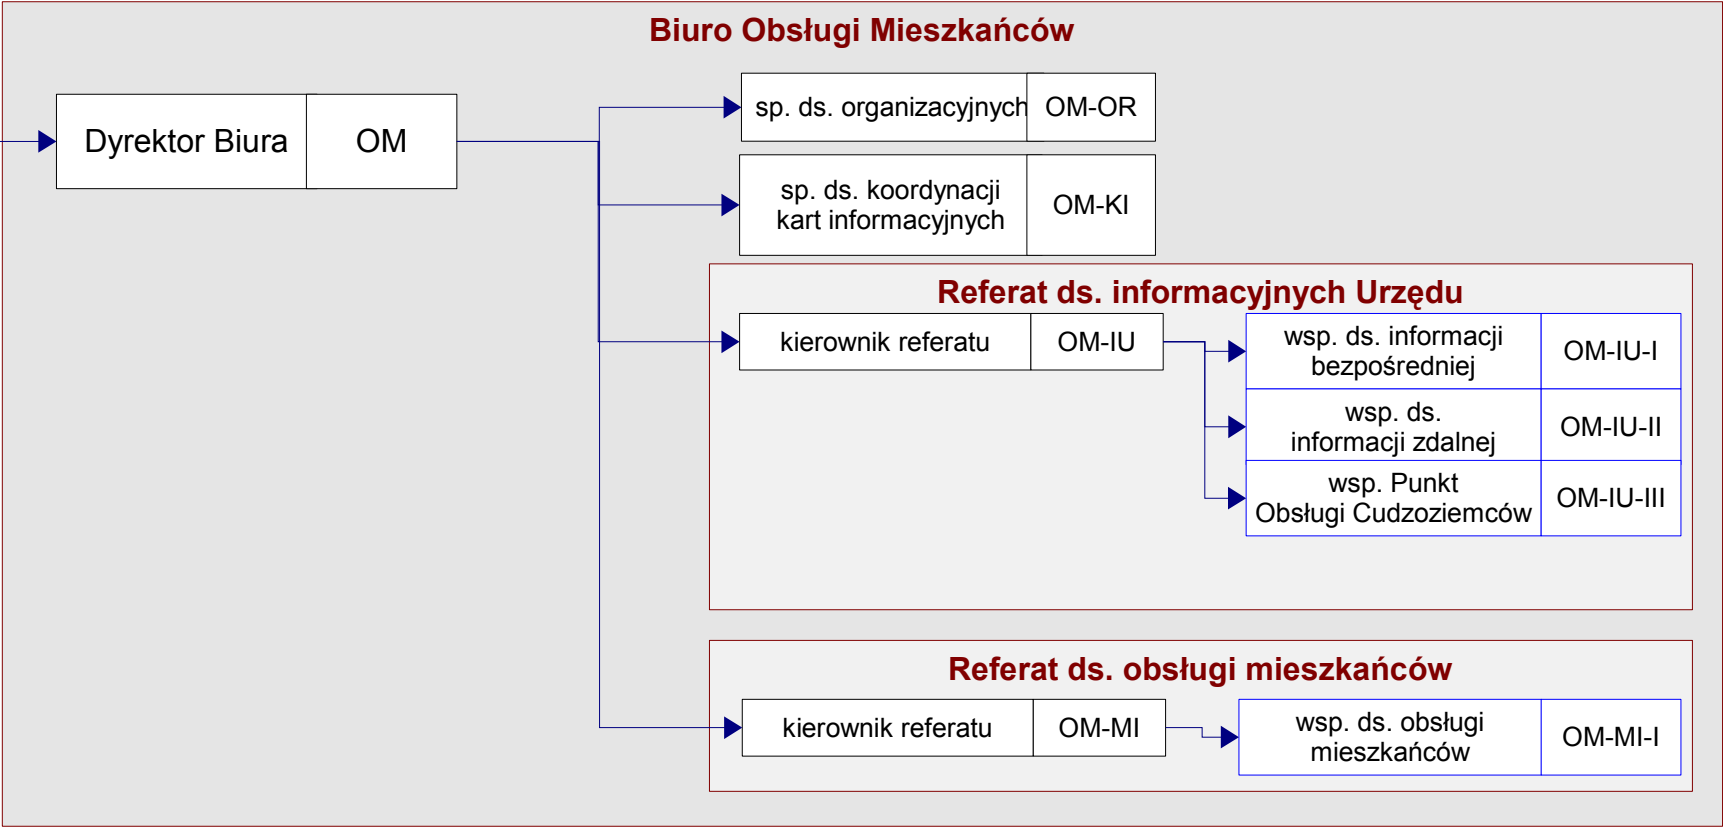 Biuro Obsługi Mieszkańców
Dyrektor Biura
OM
sp. ds. organizacyjnych
OM-OR
sp. ds. koordynacji
kart informacyjnych
OM-KI
Referat ds. informacyjnych Urzędu
kierownik referatu
OM-IU
wsp. ds. informacji
bezpośredniej
OM-IU-I
wsp. ds.
informacji zdalnej
OM-IU-II
wsp. Punkt
Obsługi Cudzoziemców
OM-IU-III
Referat ds. obsługi mieszkańców
kierownik referatu
OM-MI
wsp. ds. obsługi
mieszkańców
OM-MI-I